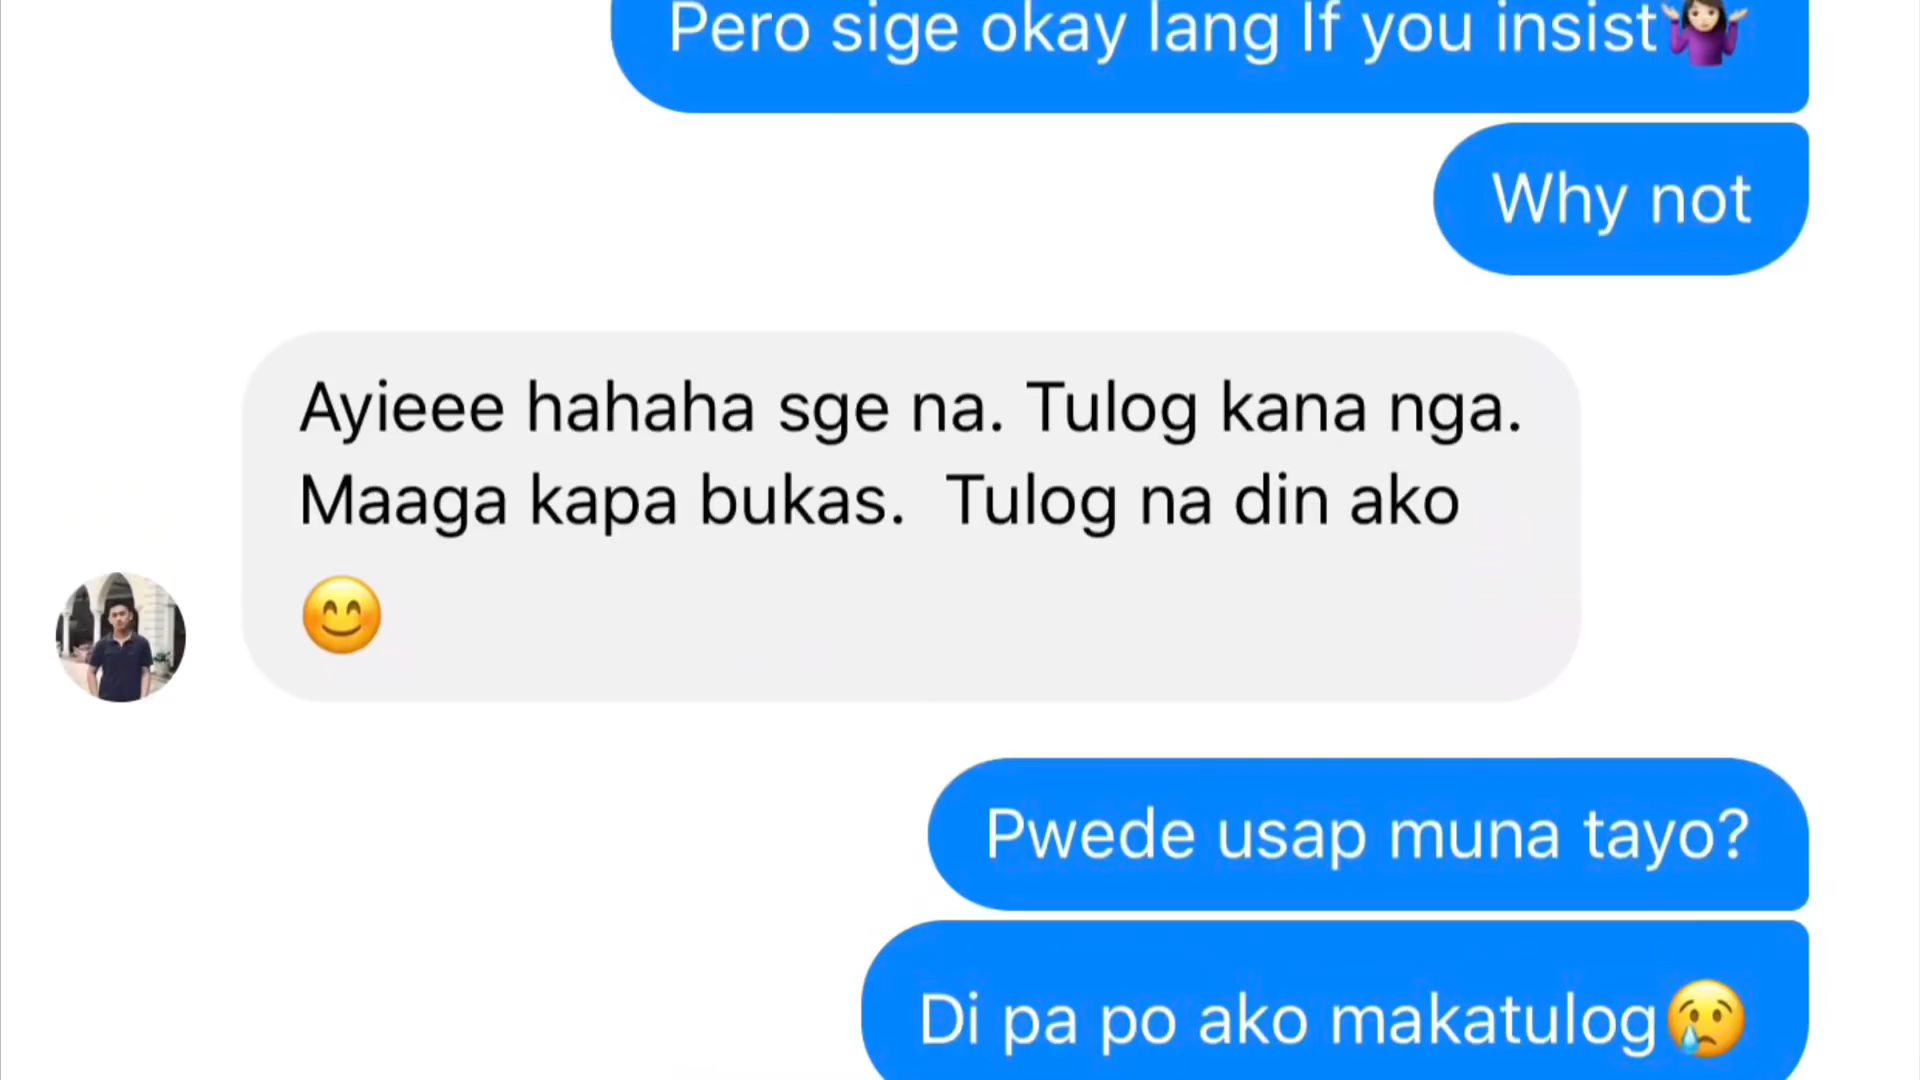 Pero sige okay lang If you insist🤷🏻‍♀️
Why not
Ayieee hahaha sge na. Tulog kana nga.
Maaga kapa bukas.  Tulog na din ako
😊
Pwede usap muna tayo?
Di pa po ako makatulog😢